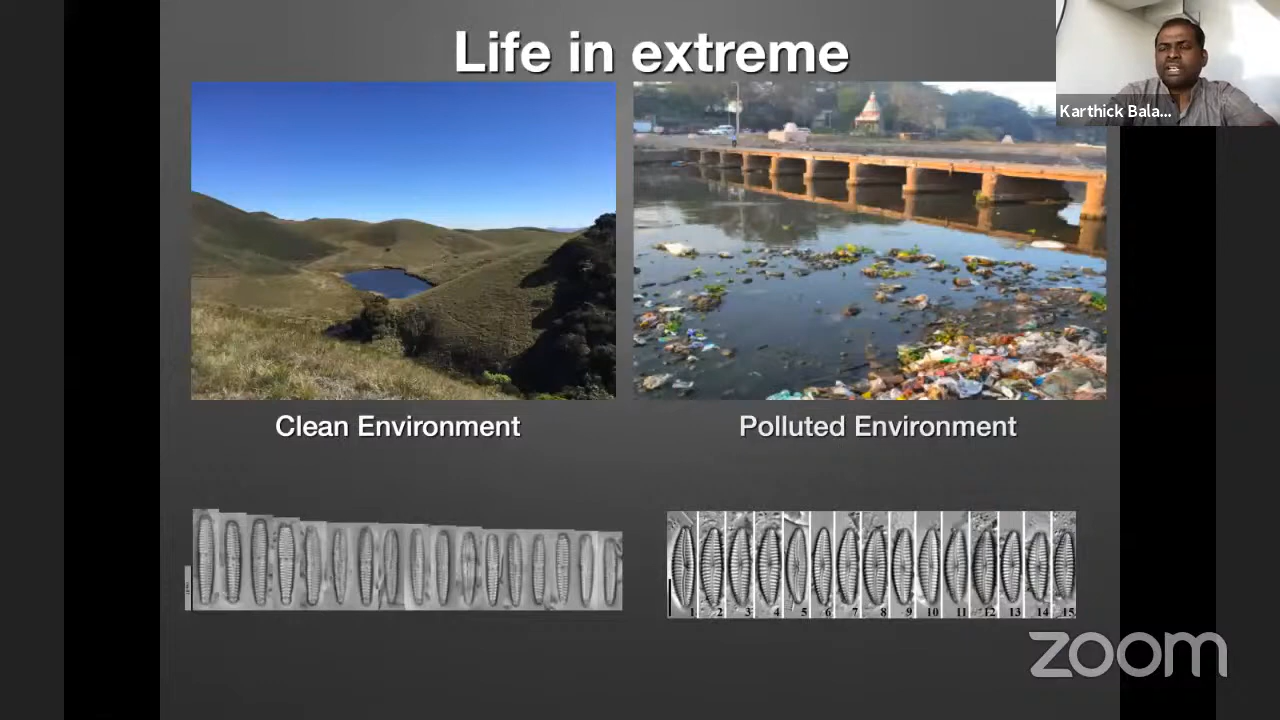 Life in extreme
Karthick Bala...
Clean Environment
Polluted Environment
1 2 3 4 5 6 7 8 9 10 11 12 13 14 15
zoom